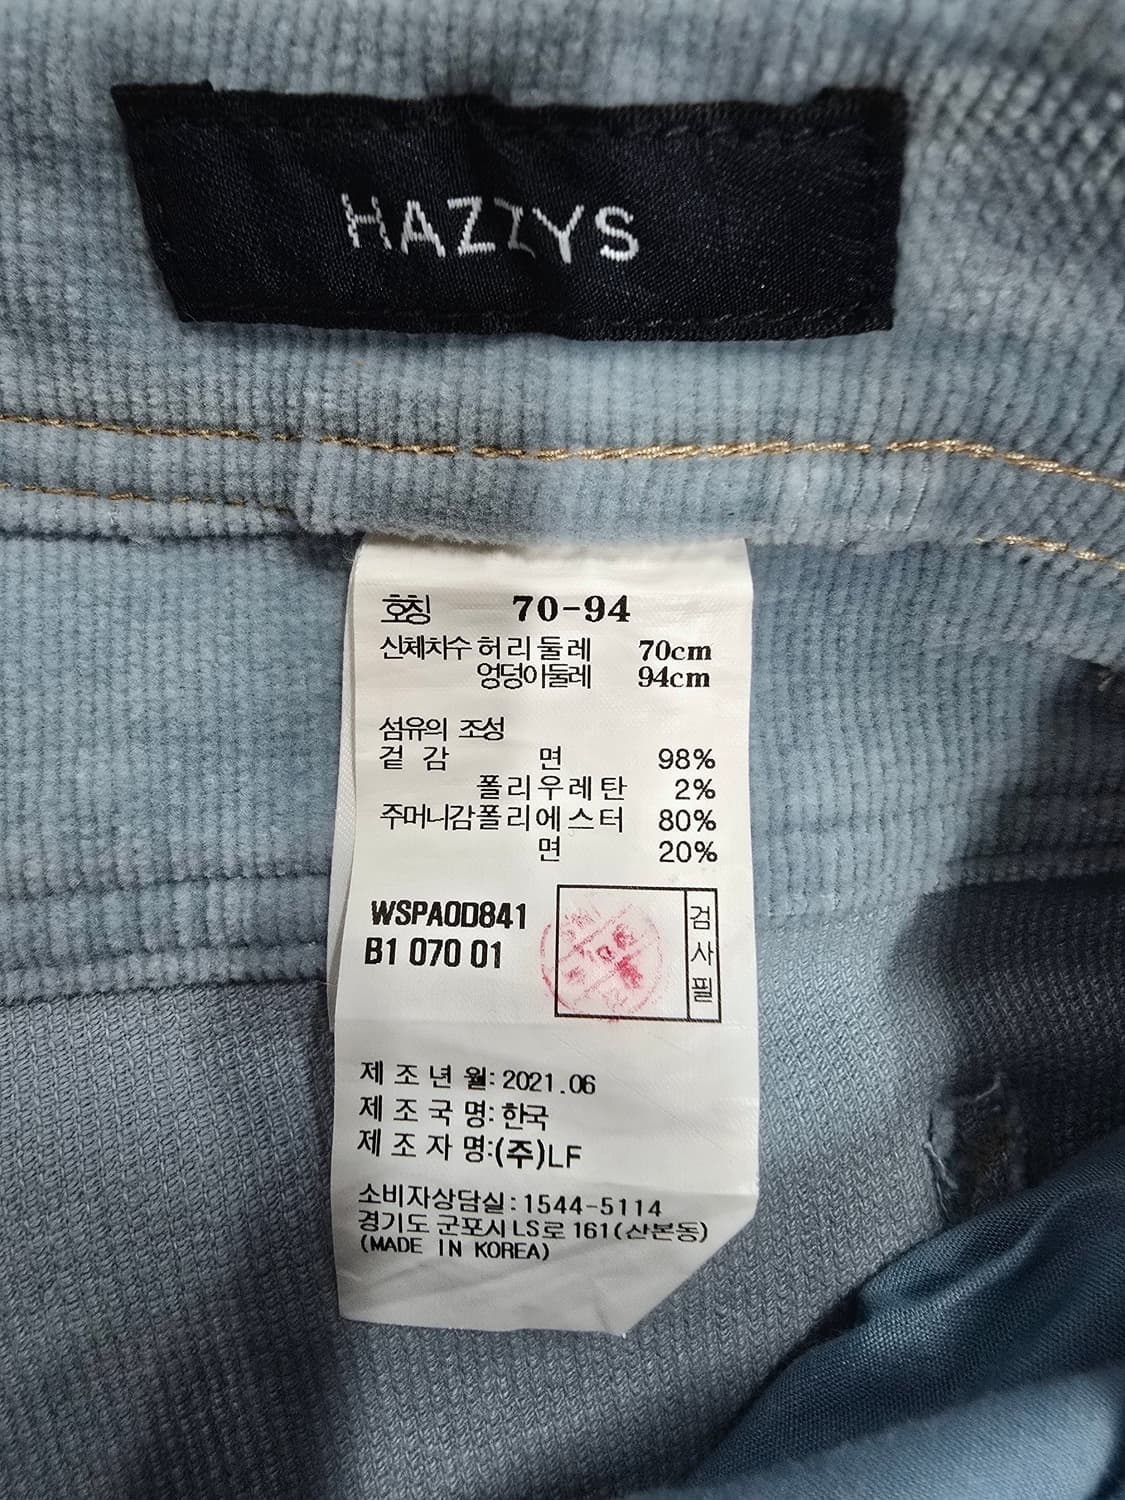 HAZZYS
호칭 70-94
신체치수 허리둘레 70cm
엉덩이둘레 94cm
섬유의 조성
겉감 면 98%
폴리우레탄 2%
주머니감 폴리에스터 80%
면 20%
WSPA0D841
B1 070 01
검사필
제조년월: 2021.06
제조국명: 한국
제조자명:(주)LF
소비자상담실: 1544-5114
경기도 군포시 LS로 161(산본동)
(MADE IN KOREA)